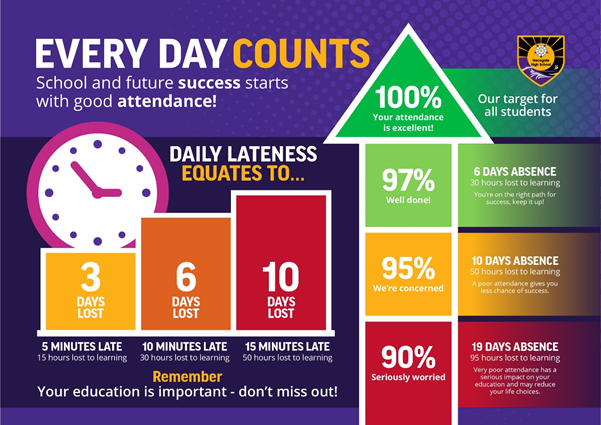 EVERY DAY COUNTS
School and future success starts
with good attendance!
Harrogate
High School
DAILY LATENESS
EQUATES TO...
3
DAYS
LOST
6
DAYS
LOST
10
DAYS
LOST
5 MINUTES LATE
15 hours lost to learning
10 MINUTES LATE
30 hours lost to learning
15 MINUTES LATE
50 hours lost to learning
Remember
Your education is important - don't miss out!
100%
Your attendance
is excellent!
Our target for
all students
97%
Well done!
6 DAYS ABSENCE
30 hours lost to learning
You're on the right path for
success, keep it up!
95%
We're concerned
10 DAYS ABSENCE
50 hours lost to learning
A poor attendance gives you
less chance of success.
90%
Seriously worried
19 DAYS ABSENCE
95 hours lost to learning
Very poor attendance has a
serious impact on your
education and may reduce
your life choices.